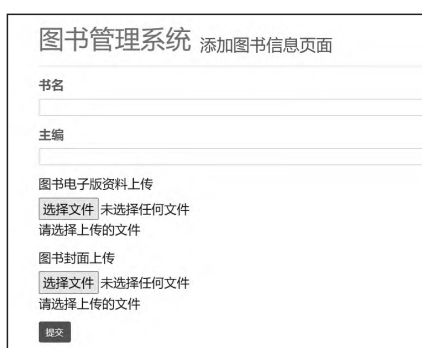 图书管理系统 添加图书信息页面
书名
主编
图书电子版资料上传
选择文件 未选择任何文件
请选择上传的文件
图书封面上传
选择文件 未选择任何文件
请选择上传的文件
提交